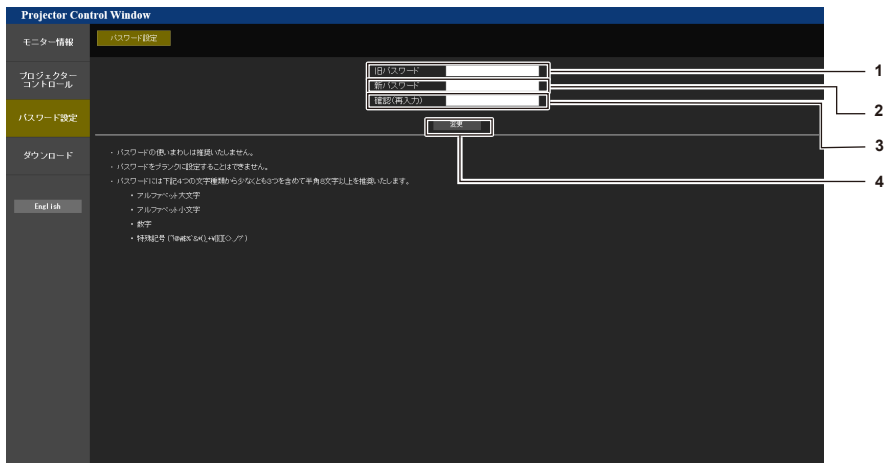 Projector Control Window
モニター情報
プロジェクター
コントロール
パスワード設定
ダウンロード
English
パスワード設定
旧パスワード
新パスワード
確認(再入力)
変更
・パスワードの使いまわしは推奨いたしません。
・パスワードをブランクに設定することはできません。
・パスワードには下記4つの文字種類から少なくとも3つを含めて半角8文字以上を推奨いたします。
・アルファベット大文字
・アルファベット小文字
・数字
・特殊記号
1
2
3
4